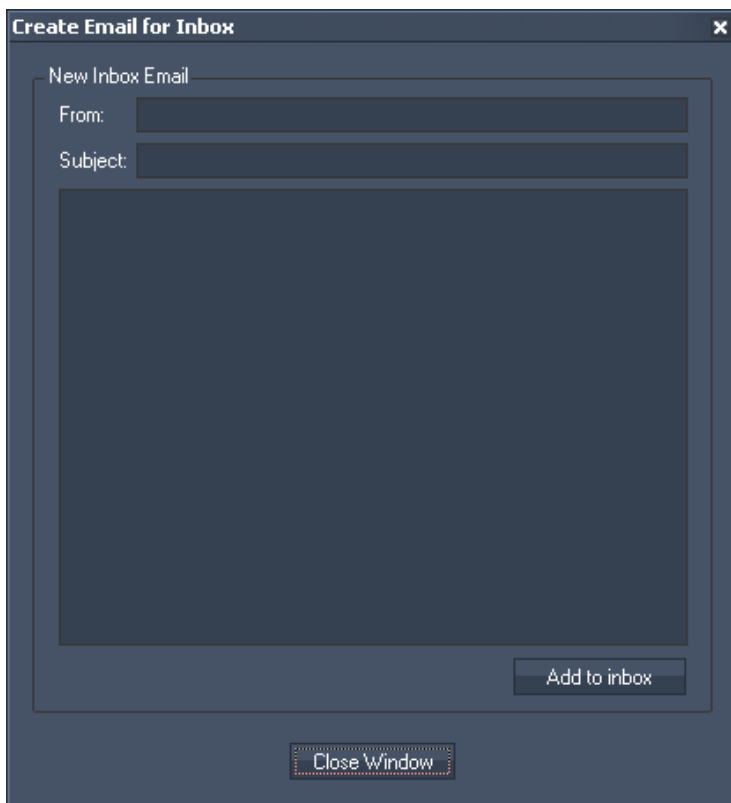 Create Email for Inbox
New Inbox Email
From:
Subject:
Add to inbox
Close Window